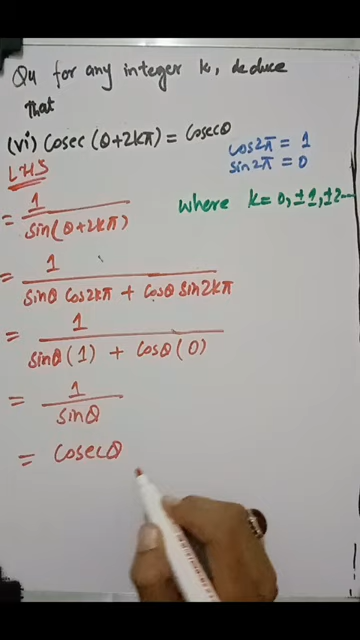 Q4 for any integer k, deduce
that
(vi) Cosec (θ+2kπ) = Cosecθ
cos2π = 1
sin2π = 0
LHS
where k=0, ±1, ±2--
= 1 / sin(θ+2kπ)
= 1 / sinθ cos2kπ + cosθ sin2kπ
= 1 / sinθ(1) + cosθ(0)
= 1 / sinθ
= cosecθ